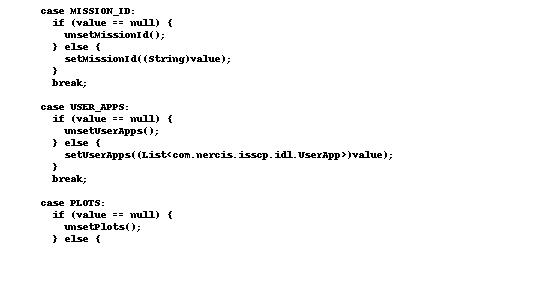 case MISSION_ID:
if (value == null) {
unsetMissionId();
} else {
setMissionId((String)value);
}
break;
case USER_APPS:
if (value == null) {
unsetUserApps();
} else {
setUserApps((List<com.nercis.isscp.idl.UserApp>)value);
}
break;
case PLOTS:
if (value == null) {
unsetPlots();
} else {